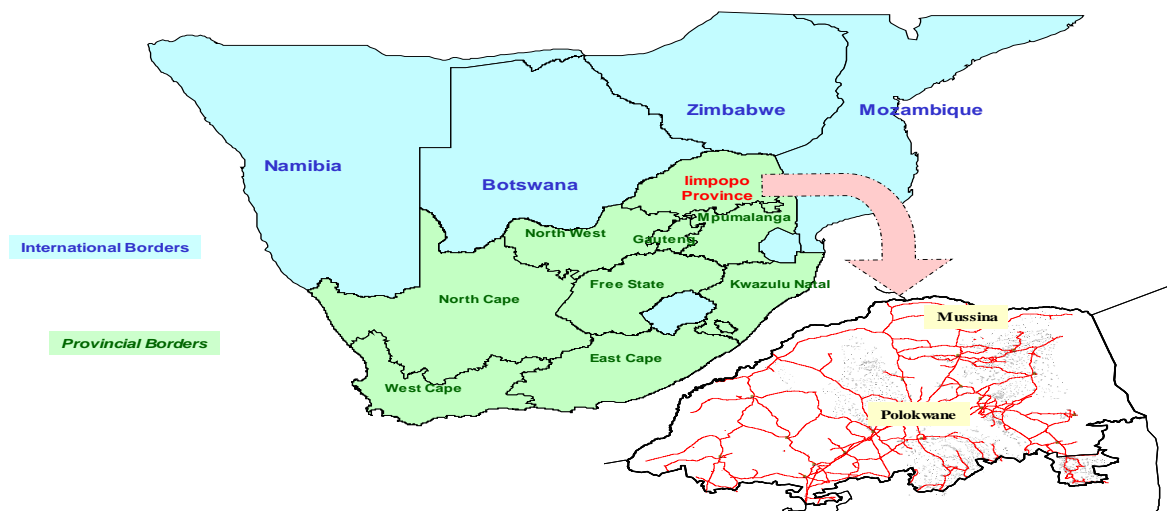 Zimbabwe
Mozambique
Namibia
Botswana
limpopo
Province
Mpumalanga
North West
Gauteng
International Borders
North Cape
Free State
Kwazulu Natal
Mussina
Provincial Borders
East Cape
West Cape
Polokwane